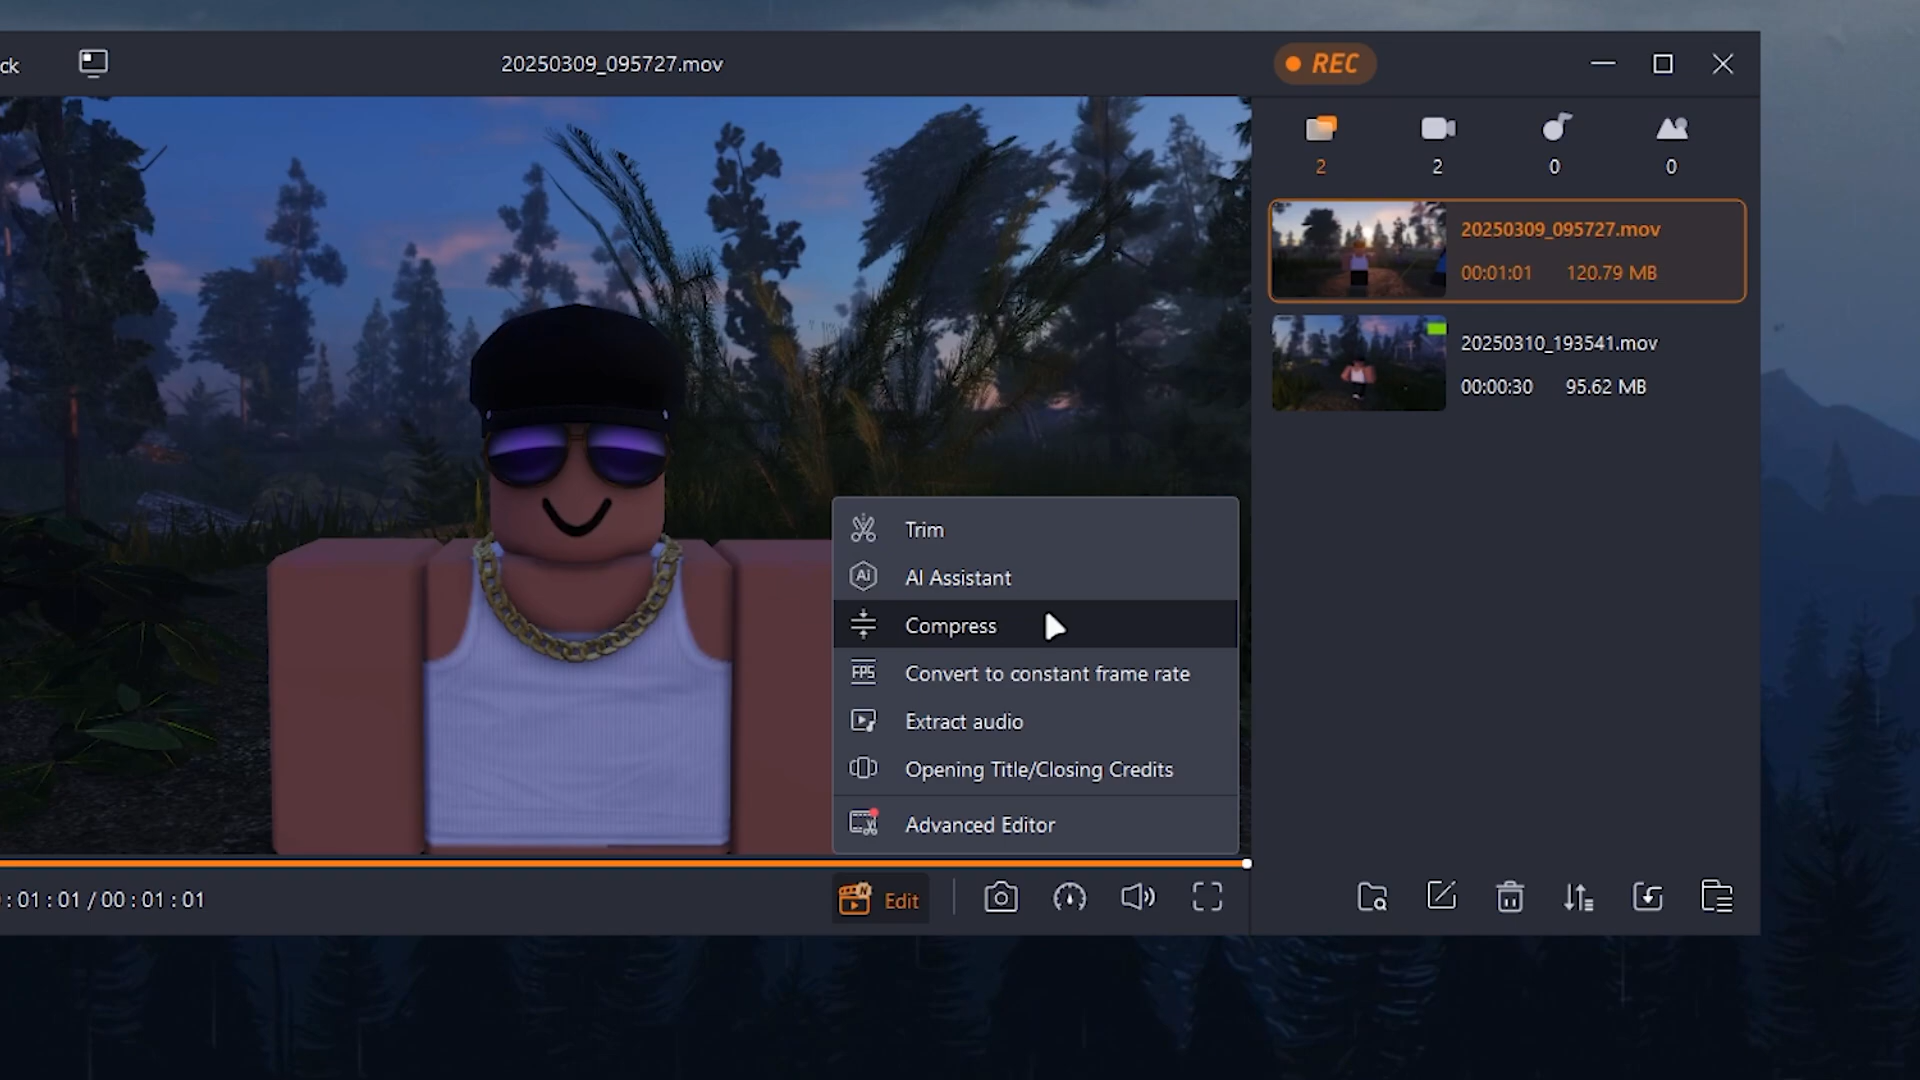 ck
20250309_095727.mov
REC
2
2
0
0
20250309_095727.mov
00:01:01 120.79 MB
20250310_193541.mov
00:00:30 95.62 MB
Trim
AI Assistant
Compress
FPS Convert to constant frame rate
Extract audio
Opening Title/Closing Credits
Advanced Editor
:01:01 / 00:01:01
Edit